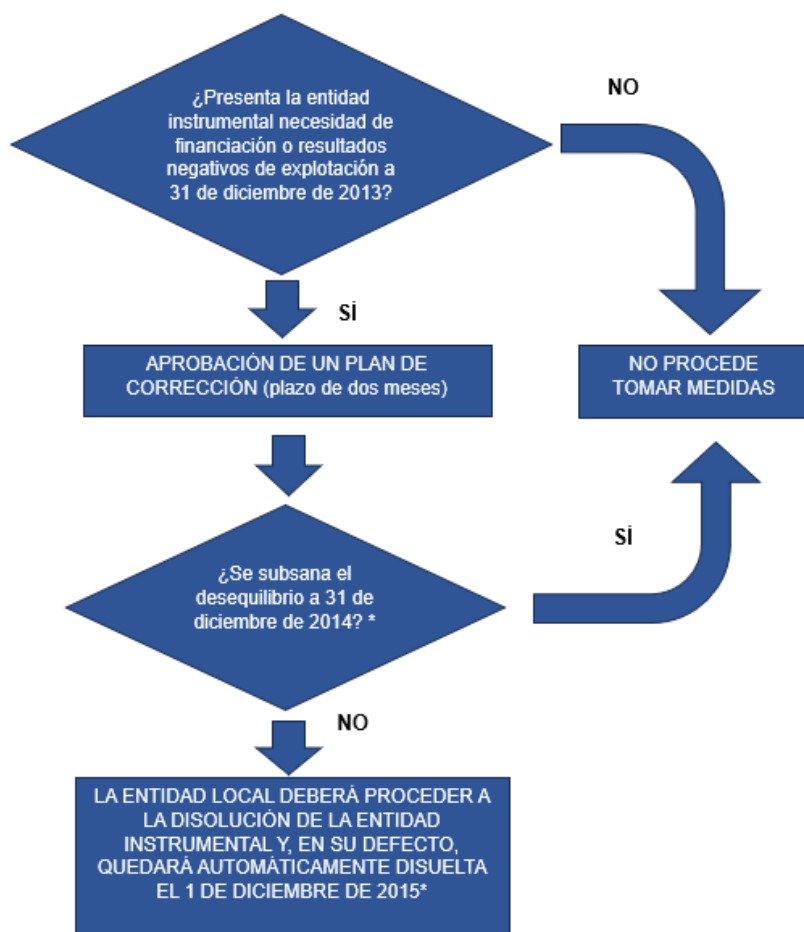 ¿Presenta la entidad
instrumental necesidad de
financiación o resultados
negativos de explotación a
31 de diciembre de 2013?
NO
SÍ
APROBACIÓN DE UN PLAN DE
CORRECCIÓN (plazo de dos meses)
NO PROCEDE
TOMAR MEDIDAS
¿Se subsana el
desequilibrio a 31 de
diciembre de 2014? *
SÍ
NO
LA ENTIDAD LOCAL DEBERÁ PROCEDER A
LA DISOLUCIÓN DE LA ENTIDAD
INSTRUMENTAL Y, EN SU DEFECTO,
QUEDARÁ AUTOMÁTICAMENTE DISUELTA
EL 1 DE DICIEMBRE DE 2015*